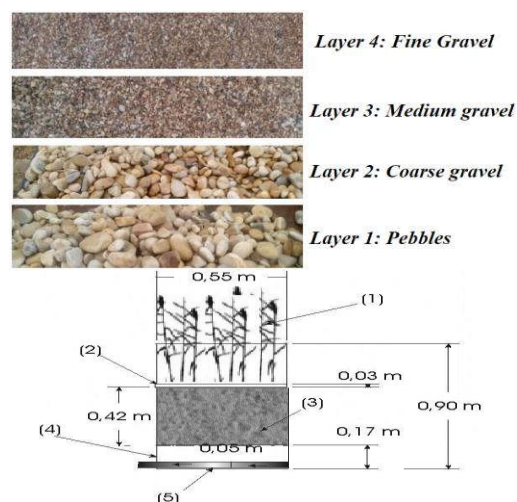 Layer 4: Fine Gravel
Layer 3: Medium gravel
Layer 2: Coarse gravel
Layer 1: Pebbles
0,55 m
(1)
(2)
0,03 m
0,42 m
(3)
0,90 m
(4)
0,05 m
0,17 m
(5)